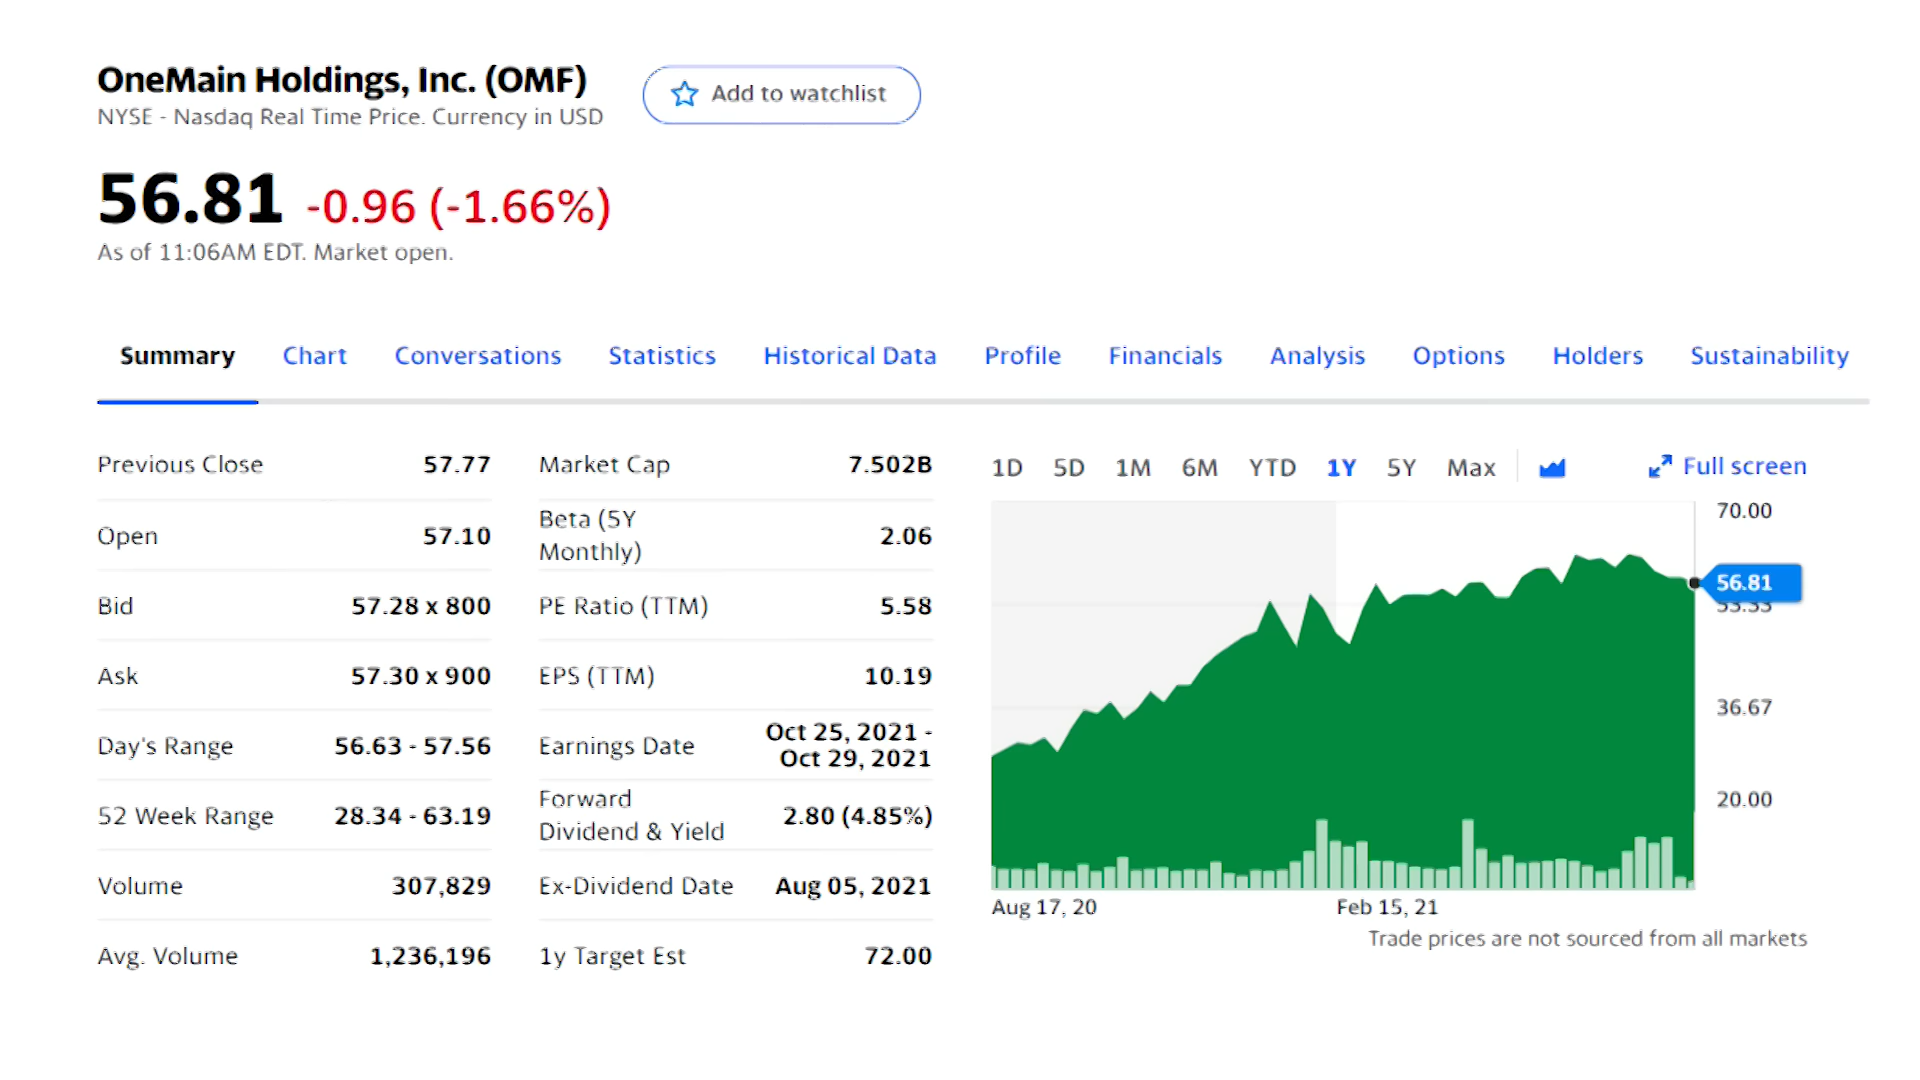 OneMain Holdings, Inc. (OMF)
NYSE - Nasdaq Real Time Price. Currency in USD
Add to watchlist
56.81 -0.96 (-1.66%)
As of 11:06AM EDT. Market open.
Summary Chart Conversations Statistics Historical Data Profile Financials Analysis Options Holders Sustainability
Previous Close 57.77
Open 57.10
Bid 57.28 x 800
Ask 57.30 x 900
Day's Range 56.63 - 57.56
52 Week Range 28.34 - 63.19
Volume 307,829
Avg. Volume 1,236,196
Market Cap 7.502B
Beta (5Y
Monthly) 2.06
PE Ratio (TTM) 5.58
EPS (TTM) 10.19
Earnings Date Oct 25, 2021 -
Oct 29, 2021
Forward
Dividend & Yield 2.80 (4.85%)
Ex-Dividend Date Aug 05, 2021
1y Target Est 72.00
1D 5D 1M 6M YTD 1Y 5Y Max Full screen
70.00
56.81
53.33
36.67
20.00
Aug 17, 20 Feb 15, 21
Trade prices are not sourced from all markets